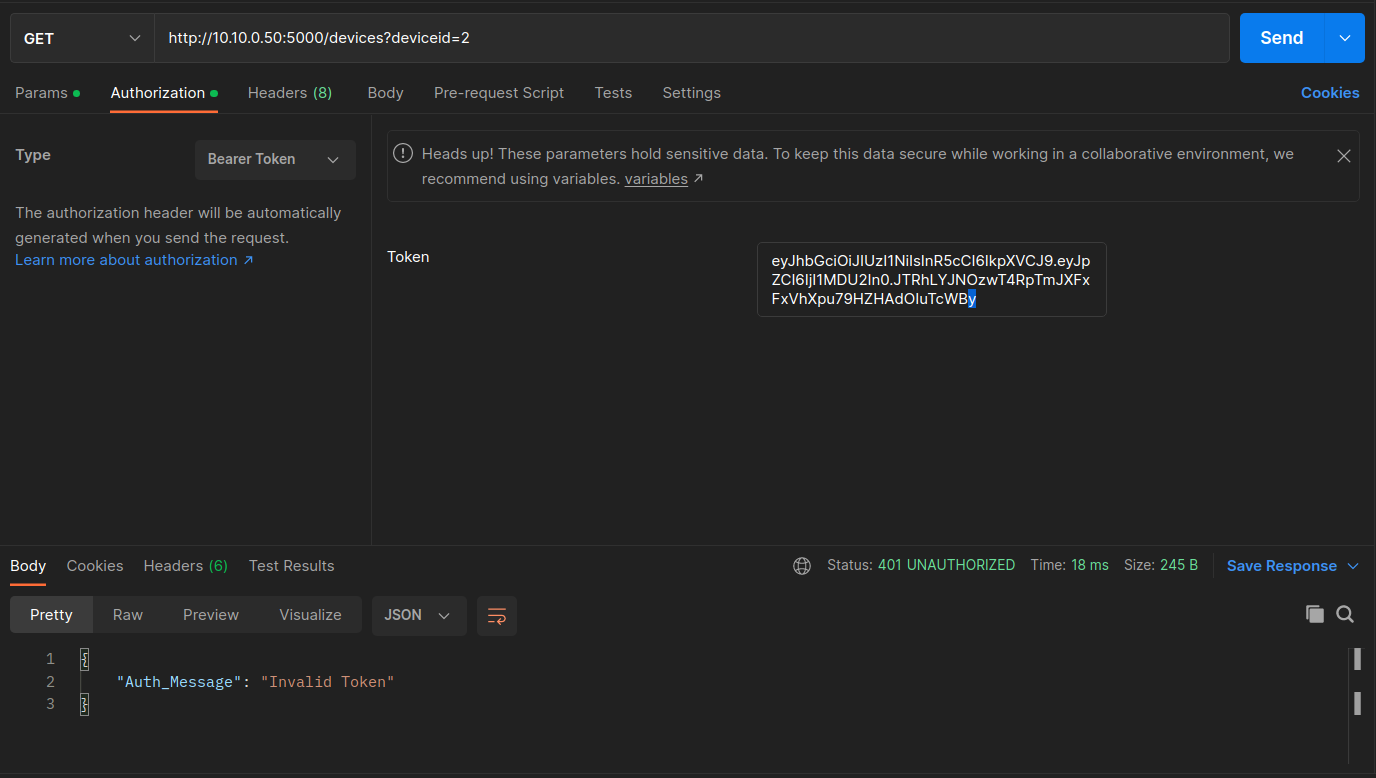 GET
http://10.10.0.50:5000/devices?deviceid=2
Send
Params
Authorization
Headers (8)
Body
Pre-request Script
Tests
Settings
Cookies
Type
Bearer Token
Heads up! These parameters hold sensitive data. To keep this data secure while working in a collaborative environment, we
recommend using variables. variables
The authorization header will be automatically
generated when you send the request.
Learn more about authorization
Token
eyJhbGciOiJIUzI1NiIsInR5cCI6IkpXVCJ9.eyJp
ZCI6IjI1MDU2In0.JTRhLYJNOzwT4RpTmJXFx
FxVhXpu79HZHAdOIuTcWBy
Body
Cookies
Headers (6)
Test Results
Status: 401 UNAUTHORIZED
Time: 18 ms
Size: 245 B
Save Response
Pretty
Raw
Preview
Visualize
JSON
1 {
2 "Auth_Message": "Invalid Token"
3 }